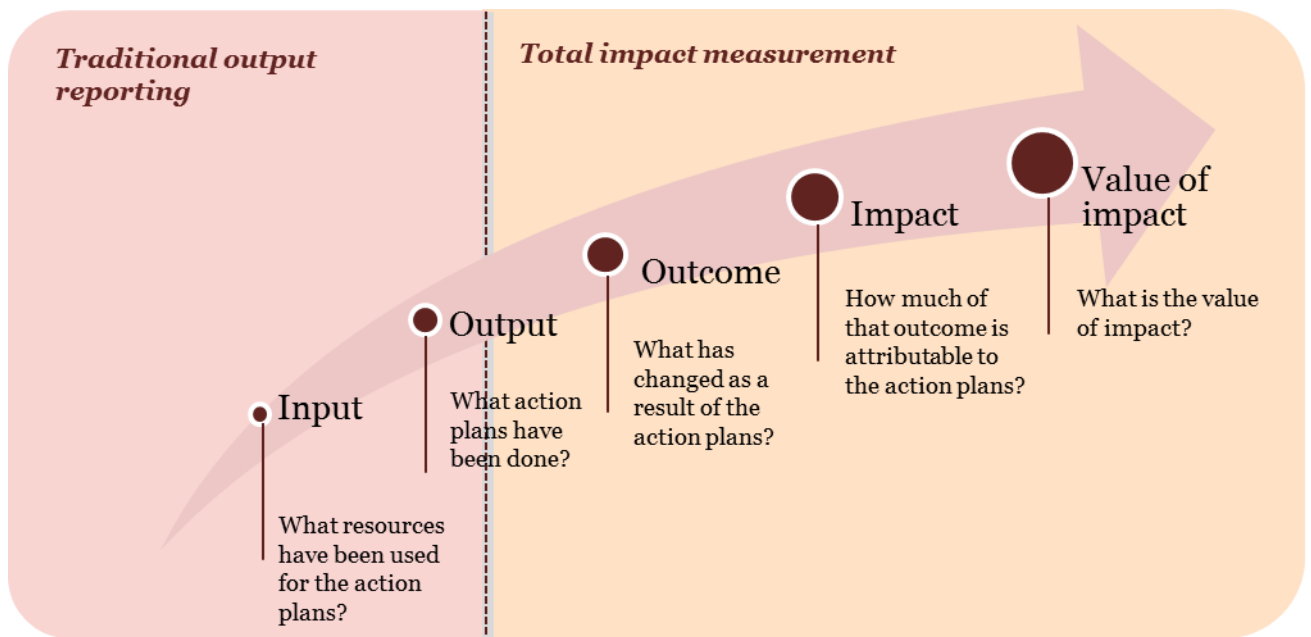 Traditional output
reporting
Total impact measurement
Input
What resources
have been used
for the action
plans?
Output
What action
plans have
been done?
Outcome
What has
changed as a
result of the
action plans?
Impact
How much of
that outcome is
attributable to
the action plans?
Value of
impact
What is the value
of impact?